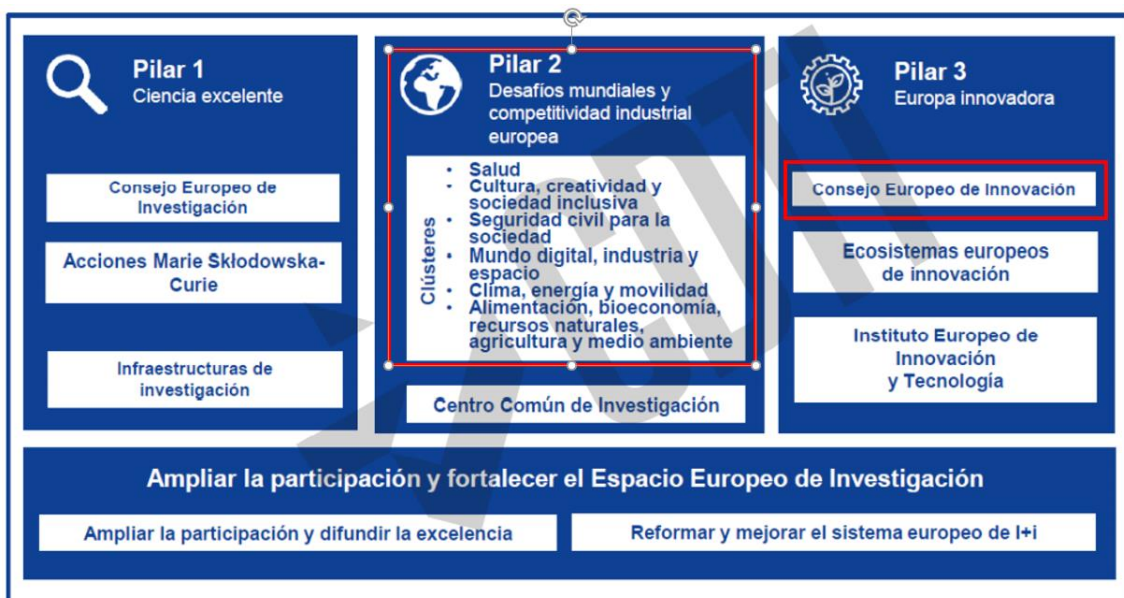 Pilar 1
Ciencia excelente
Consejo Europeo de
Investigación
Acciones Marie Skłodowska-
Curie
Infraestructuras de
investigación
Pilar 2
Desafíos mundiales y
competitividad industrial
europea
Clústeres
• Salud
• Cultura, creatividad y
sociedad inclusiva
• Seguridad civil para la
sociedad
• Mundo digital, industria y
espacio
• Clima, energía y movilidad
• Alimentación, bioeconomía,
recursos naturales,
agricultura y medio ambiente
Centro Común de Investigación
Pilar 3
Europa innovadora
Consejo Europeo de Innovación
Ecosistemas europeos
de innovación
Instituto Europeo de
Innovación
y Tecnología
Ampliar la participación y fortalecer el Espacio Europeo de Investigación
Ampliar la participación y difundir la excelencia
Reformar y mejorar el sistema europeo de I+i
CDTI